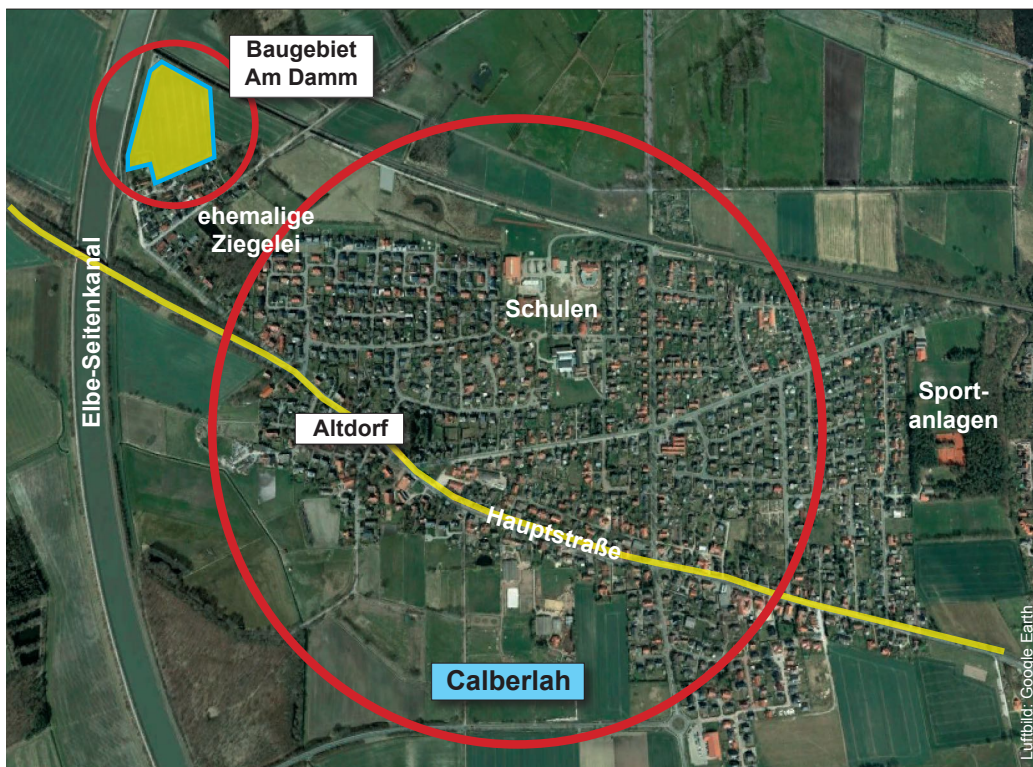 Baugebiet
Am Damm
ehemalige
Ziegelei
Elbe-Seitenkanal
Schulen
Sport-
anlagen
Altdorf
Hauptstraße
Calberlah
Luftbild: Google Earth